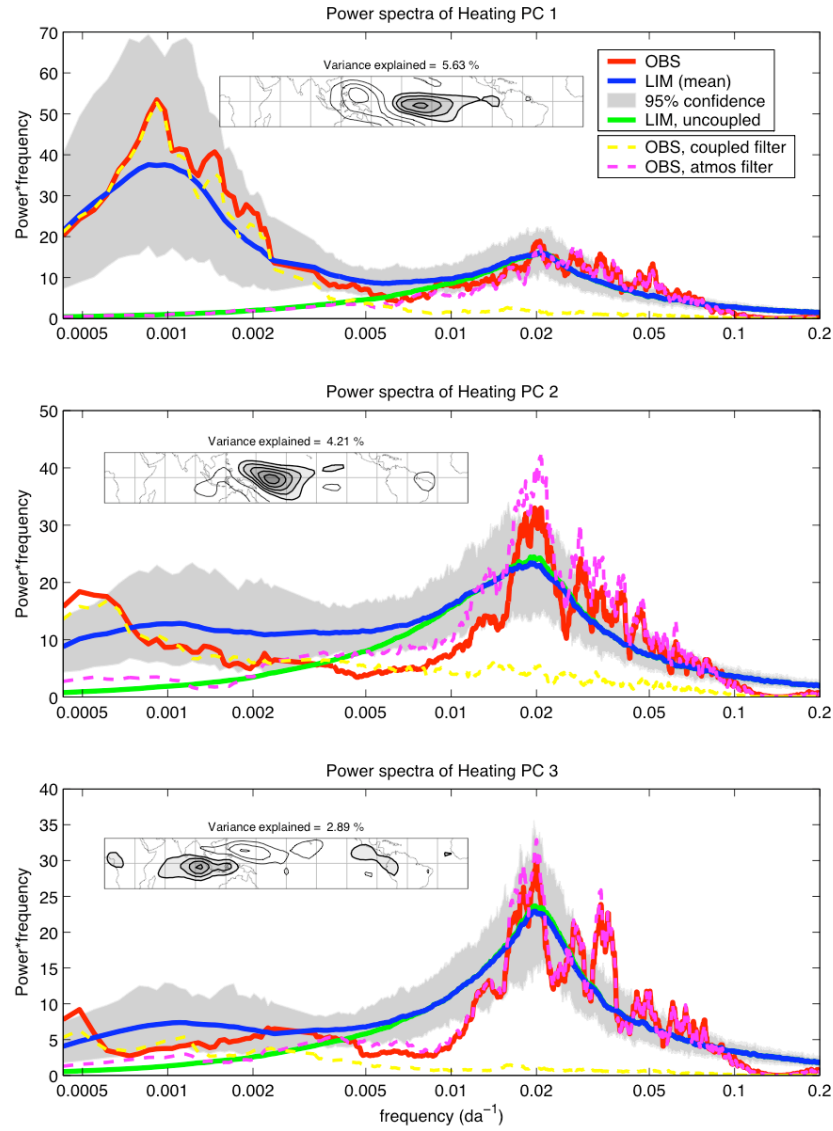 Power spectra of Heating PC 1
70
60
50
40
30
20
10
0
Power*frequency
Variance explained = 5.63 %
OBS
LIM (mean)
95% confidence
LIM, uncoupled
OBS, coupled filter
OBS, atmos filter
0.0005 0.001 0.002 0.005 0.01 0.02 0.05 0.1 0.2
Power spectra of Heating PC 2
50
40
30
20
10
0
Power*frequency
Variance explained = 4.21 %
0.0005 0.001 0.002 0.005 0.01 0.02 0.05 0.1 0.2
Power spectra of Heating PC 3
40
35
30
25
20
15
10
5
0
Power*frequency
Variance explained = 2.89 %
0.0005 0.001 0.002 0.005 0.01 0.02 0.05 0.1 0.2
frequency (da⁻¹)